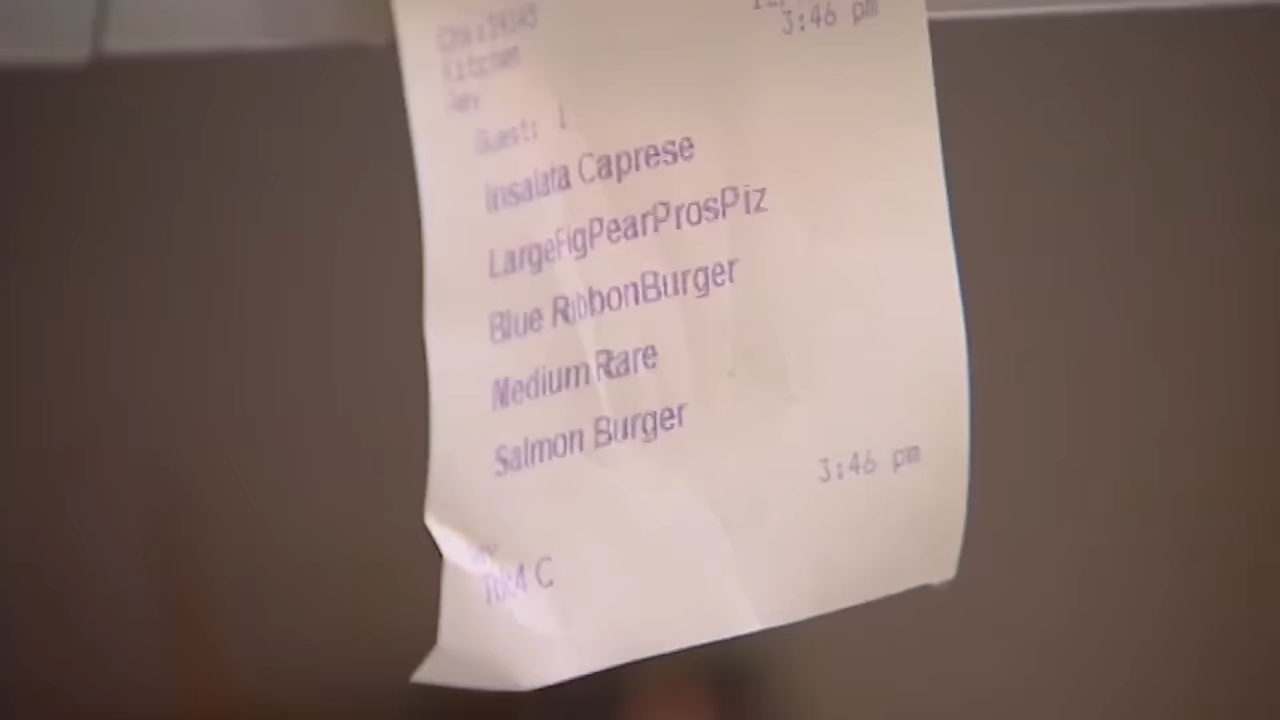 3:46 pm
Kitchen
Guest: 1
Insalata Caprese
LargeFigPearProsPiz
Blue RibbonBurger
Medium Rare
Salmon Burger
3:46 pm
C